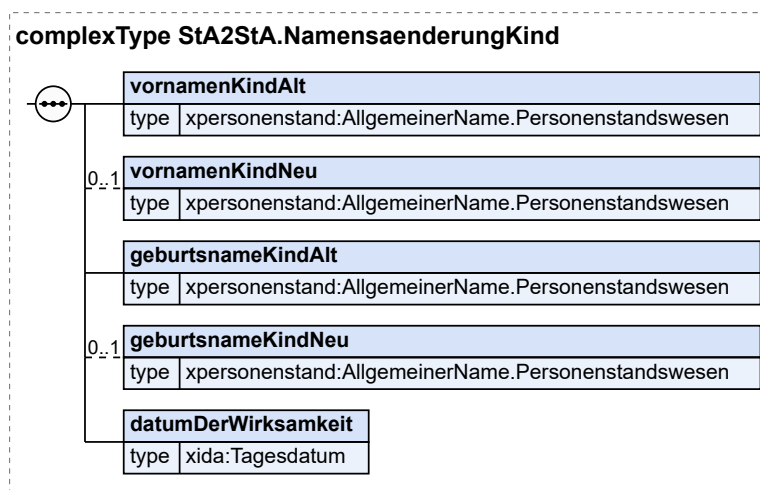 complexType StA2StA.NamensaenderungKind
vornamenKindAlt
type xpersonenstand:AllgemeinerName.Personenstandswesen
0..1 vornamenKindNeu
type xpersonenstand:AllgemeinerName.Personenstandswesen
geburtsnameKindAlt
type xpersonenstand:AllgemeinerName.Personenstandswesen
0..1 geburtsnameKindNeu
type xpersonenstand:AllgemeinerName.Personenstandswesen
datumDerWirksamkeit
type xida:Tagesdatum